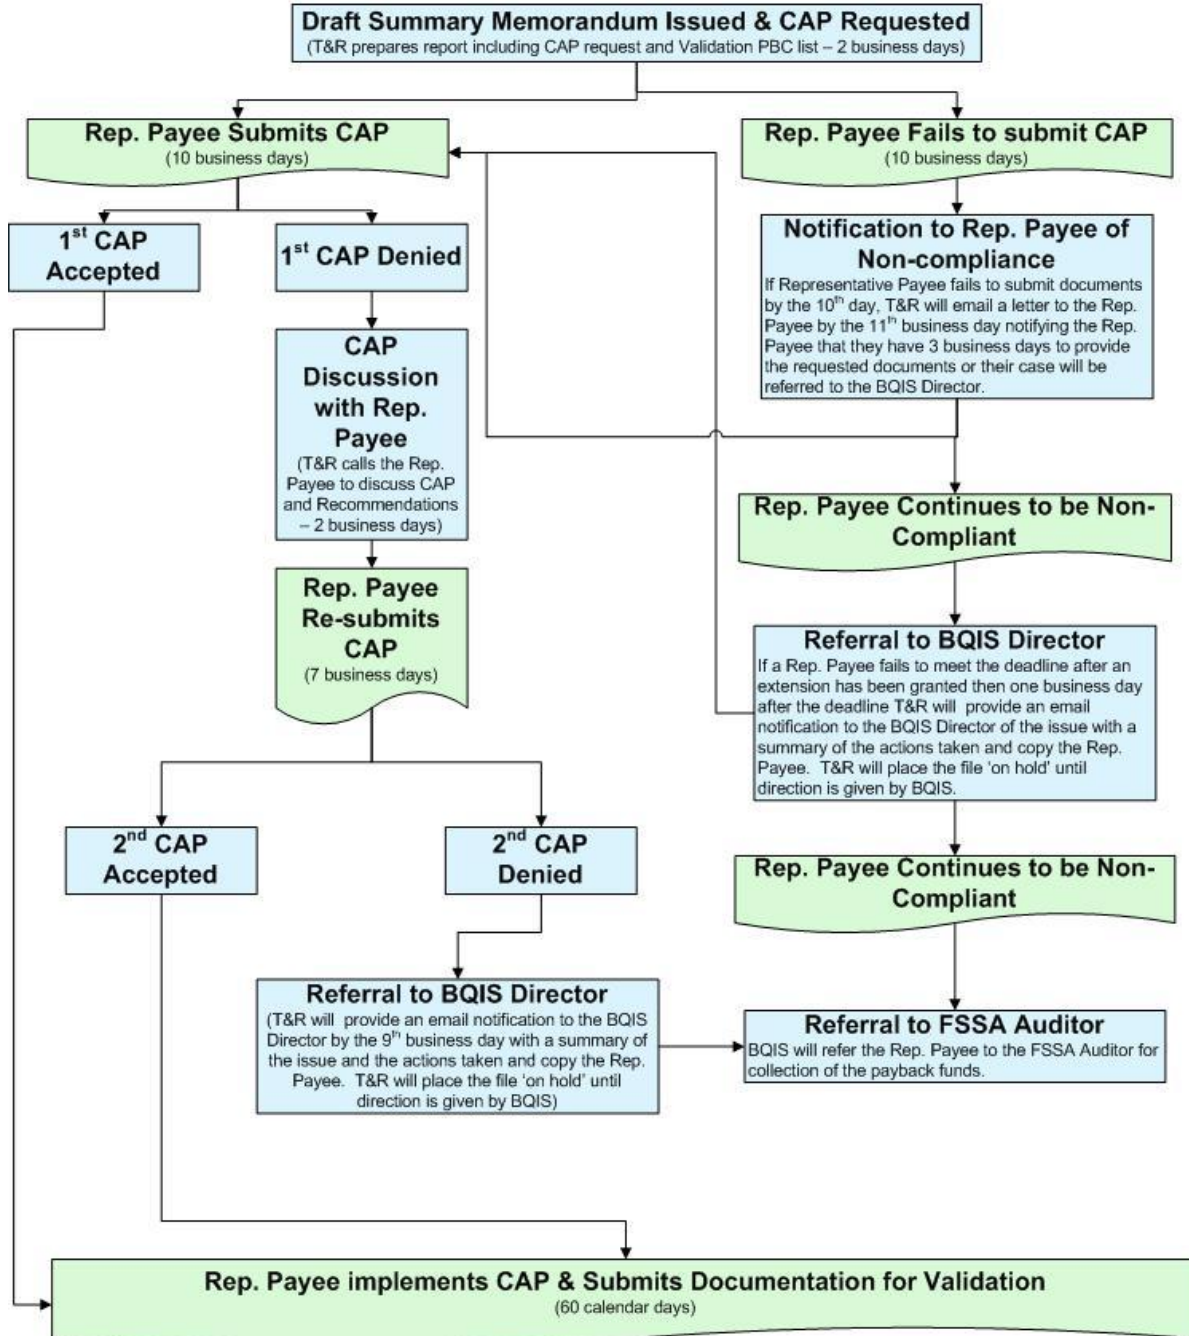 Draft Summary Memorandum Issued & CAP Requested
(T&R prepares report including CAP request and Validation PBC list – 2 business days)
Rep. Payee Submits CAP
(10 business days)
Rep. Payee Fails to submit CAP
(10 business days)
1st CAP
Accepted
1st CAP Denied
Notification to Rep. Payee of
Non-compliance
If Representative Payee fails to submit documents
by the 10th day, T&R will email a letter to the Rep.
Payee by the 11th business day notifying the Rep.
Payee that they have 3 business days to provide
the requested documents or their case will be
referred to the BQIS Director.
CAP
Discussion
with Rep.
Payee
(T&R calls the Rep.
Payee to discuss CAP
and Recommendations
– 2 business days)
Rep. Payee Continues to be Non-
Compliant
Rep. Payee
Re-submits
CAP
(7 business days)
Referral to BQIS Director
If a Rep. Payee fails to meet the deadline after an
extension has been granted then one business day
after the deadline T&R will provide an email
notification to the BQIS Director of the issue with a
summary of the actions taken and copy the Rep.
Payee. T&R will place the file 'on hold' until
direction is given by BQIS.
2nd CAP
Accepted
2nd CAP
Denied
Rep. Payee Continues to be Non-
Compliant
Referral to BQIS Director
(T&R will provide an email notification to the BQIS
Director by the 9th business day with a summary of
the issue and the actions taken and copy the Rep.
Payee. T&R will place the file 'on hold' until
direction is given by BQIS)
Referral to FSSA Auditor
BQIS will refer the Rep. Payee to the FSSA Auditor for
collection of the payback funds.
Rep. Payee implements CAP & Submits Documentation for Validation
(60 calendar days)